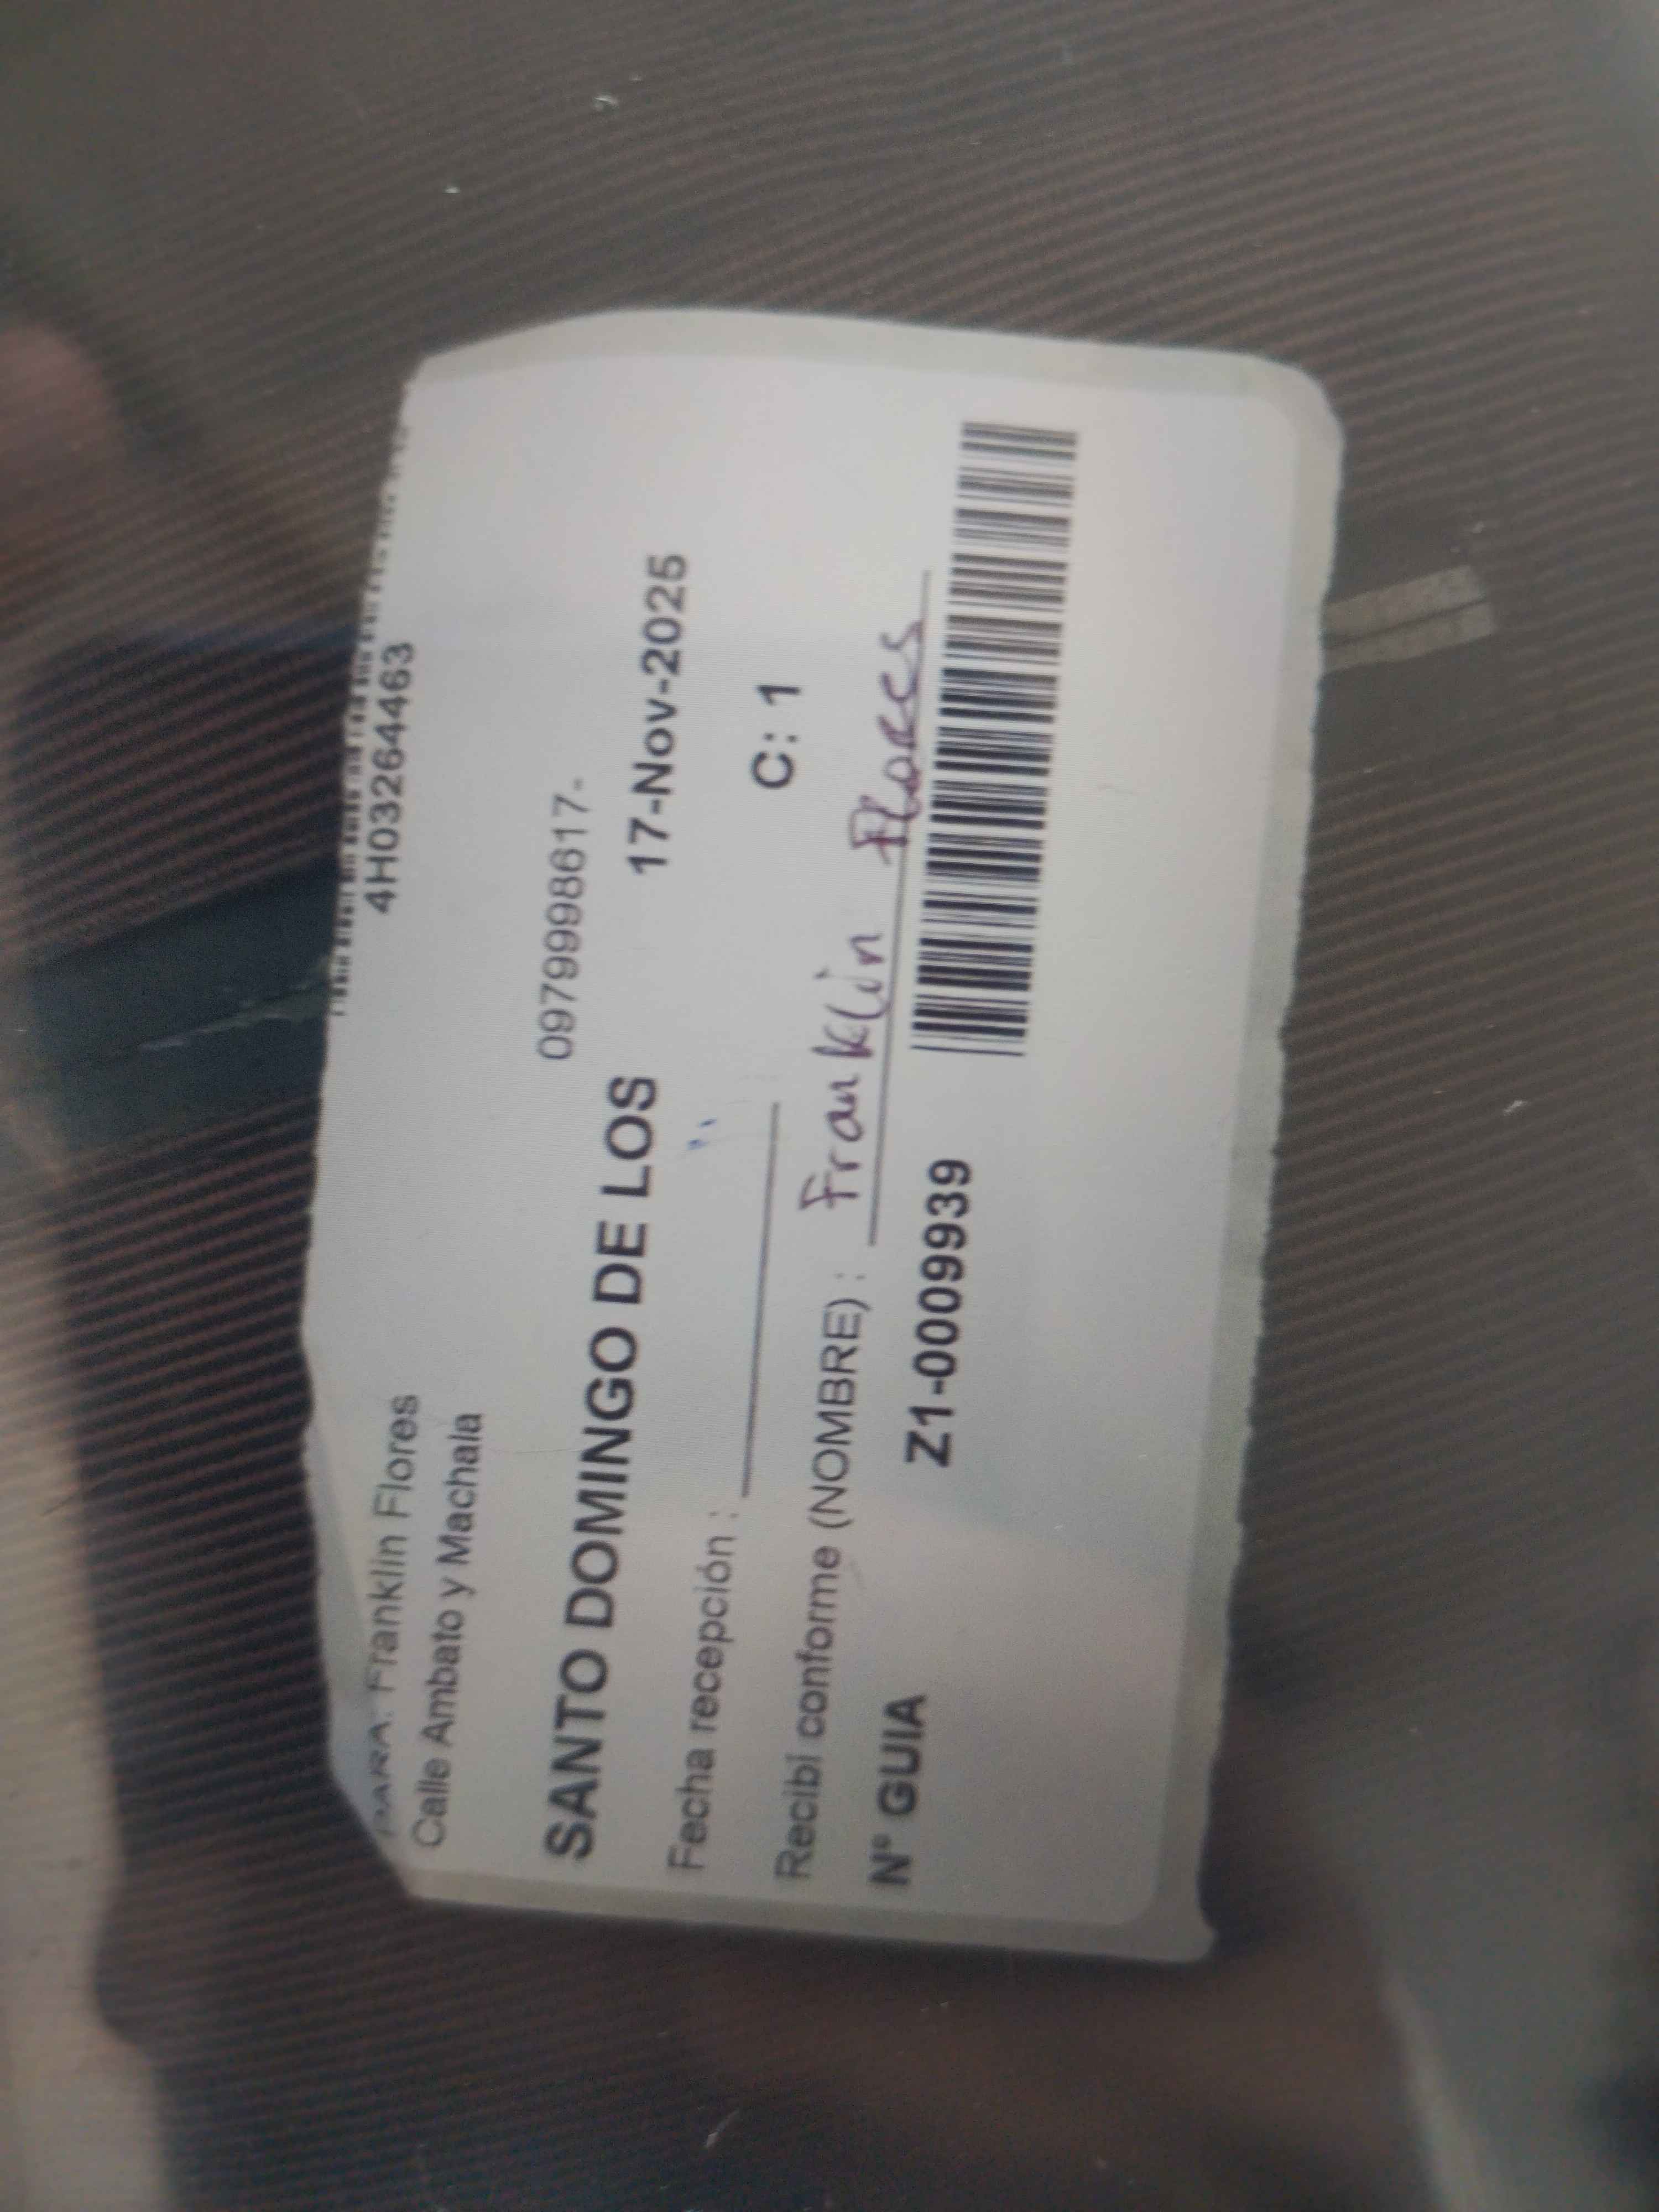 4H03264463
PARA: Franklin Flores
Calle Ambato y Machala
0979998617-
SANTO DOMINGO DE LOS
17-Nov-2025
Fecha recepción :
C: 1
Recibí conforme (NOMBRE) : Franklin Flores
N° GUIA Z1-0009939